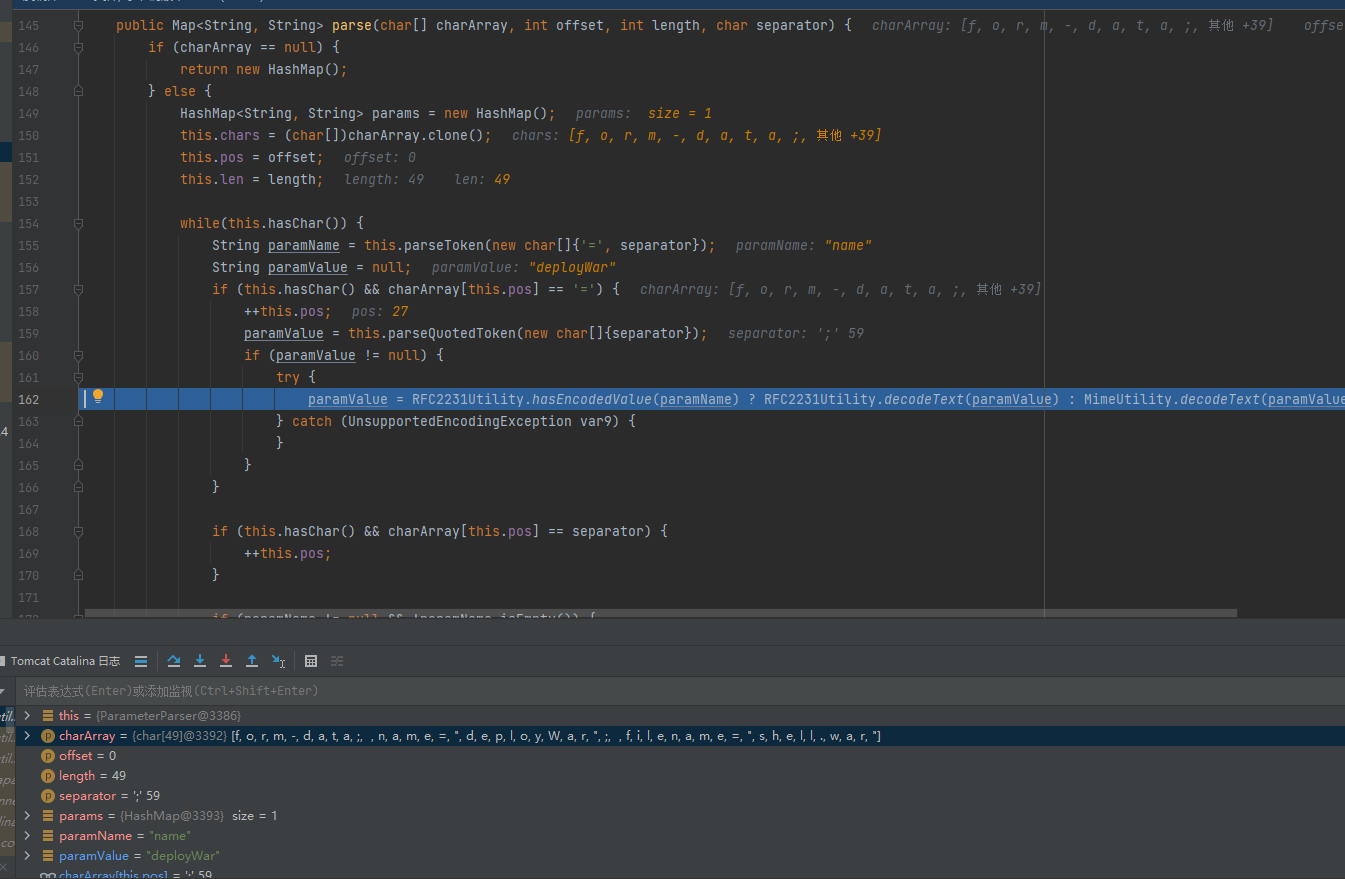 145 public Map<String, String> parse(char[] charArray, int offset, int length, char separator) { charArray: [f, o, r, m, -, d, a, t, a, ;, 其他 +39] offse
146 if (charArray == null) {
147 return new HashMap();
148 } else {
149 HashMap<String, String> params = new HashMap(); params: size = 1
150 this.chars = (char[])charArray.clone(); chars: [f, o, r, m, -, d, a, t, a, ;, 其他 +39]
151 this.pos = offset; offset: 0
152 this.len = length; length: 49 len: 49
153
154 while(this.hasChar()) {
155 String paramName = this.parseToken(new char[]{'=', separator}); paramName: "name"
156 String paramValue = null; paramValue: "deployWar"
157 if (this.hasChar() && charArray[this.pos] == '=') { charArray: [f, o, r, m, -, d, a, t, a, ;, 其他 +39]
158 ++this.pos; pos: 27
159 paramValue = this.parseQuotedToken(new char[]{separator}); separator: ';' 59
160 if (paramValue != null) {
161 try {
162 paramValue = RFC2231Utility.hasEncodedValue(paramName) ? RFC2231Utility.decodeText(paramValue) : MimeUtility.decodeText(paramValue
163 } catch (UnsupportedEncodingException var9) {
164 }
165 }
166 }
167
168 if (this.hasChar() && charArray[this.pos] == separator) {
169 ++this.pos;
170 }
171
if (paramName != null && !paramName.isEmpty()) {
Tomcat Catalina 日志
评估表达式(Enter)或添加监视(Ctrl+Shift+Enter)
this = {ParameterParser@3386}
charArray = {char[49]@3392} [f, o, r, m, -, d, a, t, a, ;,  , n, a, m, e, =, ", d, e, p, l, o, y, W, a, r, ", ;,  , f, i, l, e, n, a, m, e, =, ", s, h, e, l, l, ., w, a, r, "]
offset = 0
length = 49
separator = ';' 59
params = {HashMap@3393} size = 1
paramName = "name"
paramValue = "deployWar"
charArray[this.pos] = ';' 59